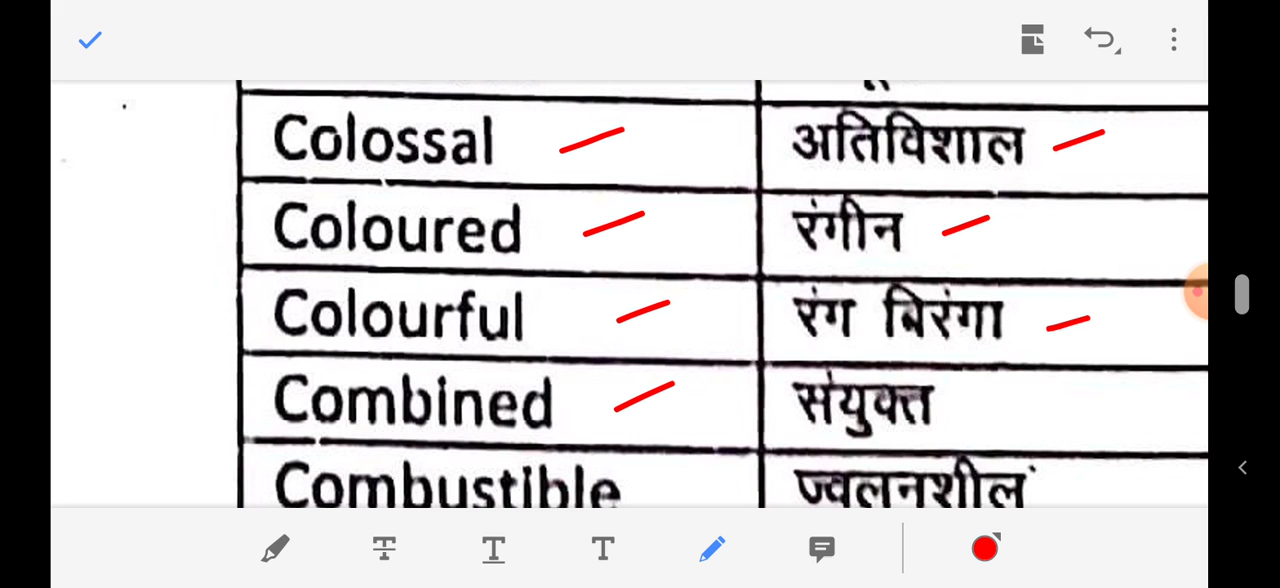 Colossal अतिविशाल
Coloured रंगीन
Colourful रंग बिरंगा
Combined संयुक्त
Combustible ज्वलनशील